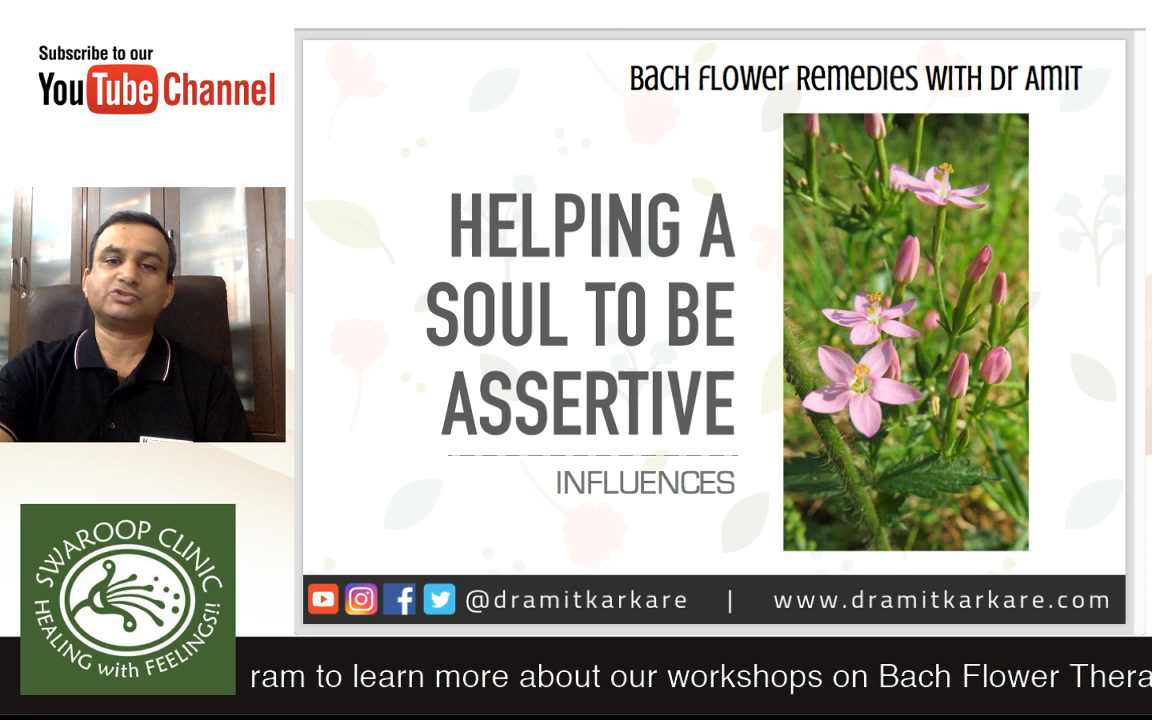 Subscribe to our
YouTube Channel
BACH FLOWER REMEDIES WITH DR AMIT
HELPING A
SOUL TO BE
ASSERTIVE
INFLUENCES
@dramitkarkare | www.dramitkarkare.com
SWAROOP CLINIC
HEALING with FEELINGS!!
ram to learn more about our workshops on Bach Flower Thera